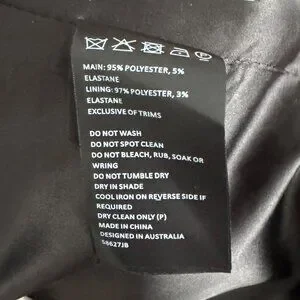 MAIN: 95% POLYESTER, 5%
ELASTANE
LINING: 97% POLYESTER, 3%
ELASTANE
EXCLUSIVE OF TRIMS
DO NOT WASH
DO NOT SPOT CLEAN
DO NOT BLEACH, RUB, SOAK OR
WRING
DO NOT TUMBLE DRY
DRY IN SHADE
COOL IRON ON REVERSE SIDE IF
REQUIRED
DRY CLEAN ONLY (P)
MADE IN CHINA
DESIGNED IN AUSTRALIA
58627JB